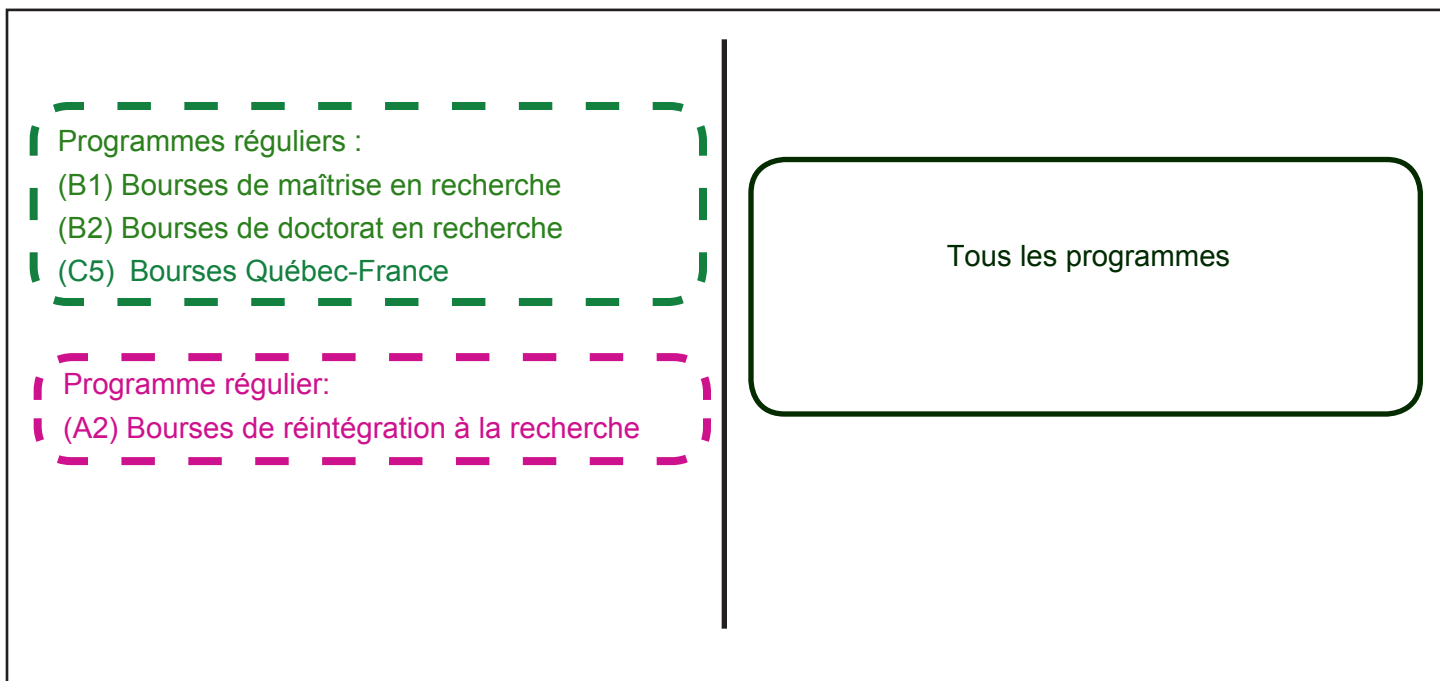 Programmes réguliers :
(B1) Bourses de maîtrise en recherche
(B2) Bourses de doctorat en recherche
(C5) Bourses Québec-France
Programme régulier:
(A2) Bourses de réintégration à la recherche
Tous les programmes